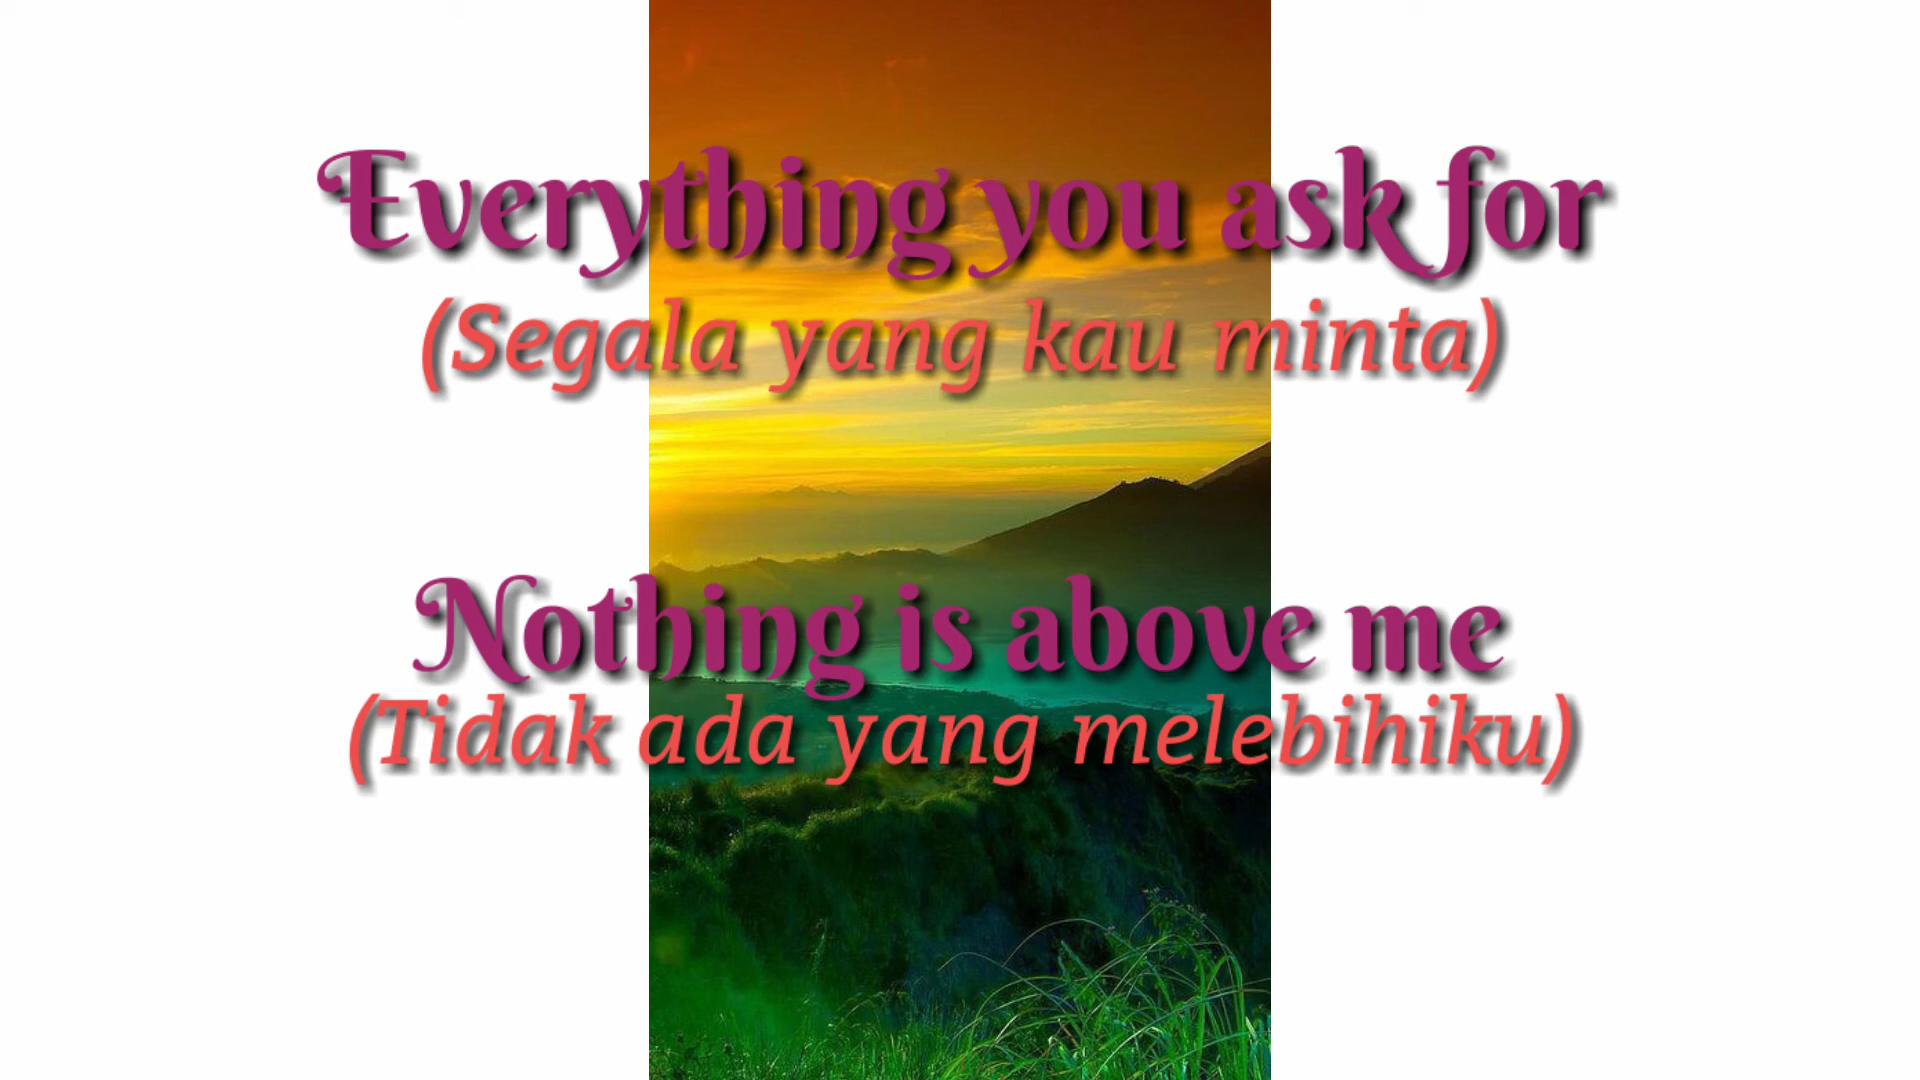 Everything you ask for
(Segala yang kau minta)
Nothing is above me
(Tidak ada yang melebihiku)